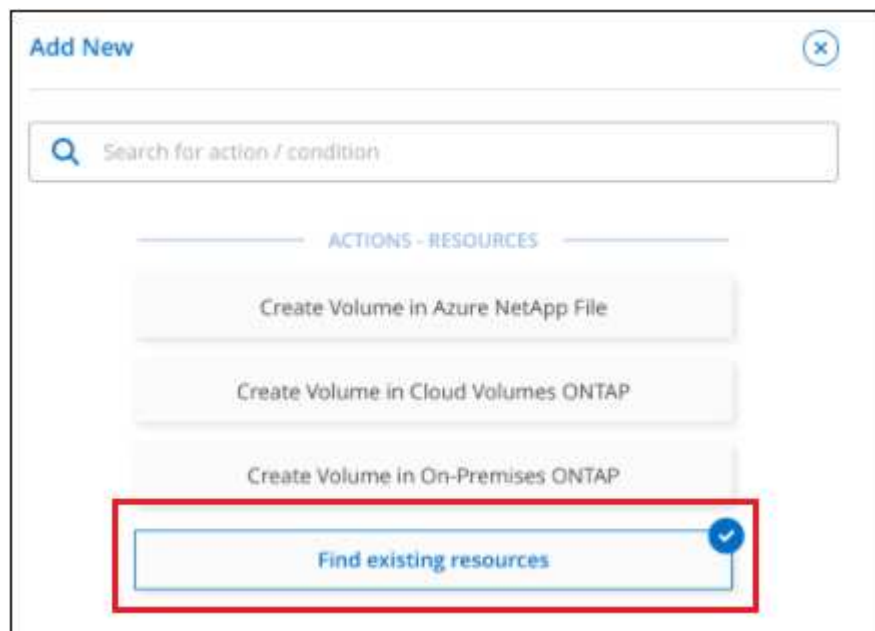 Add New
Search for action / condition
ACTIONS - RESOURCES
Create Volume in Azure NetApp File
Create Volume in Cloud Volumes ONTAP
Create Volume in On-Premises ONTAP
Find existing resources